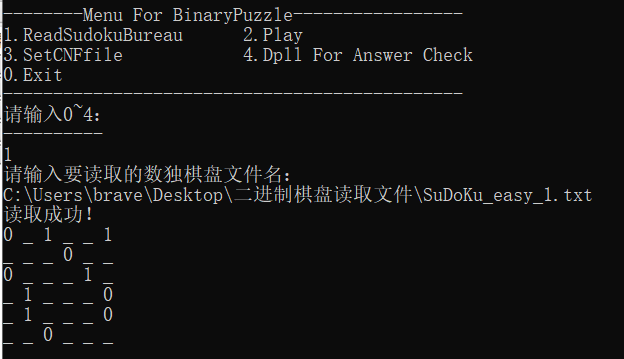 --------Menu For BinaryPuzzle-----------------
1.ReadSudokuBureau      2.Play
3.SetCNFfile            4.Dpll For Answer Check
0.Exit
----------------------------------------------
请输入0~4:
----------
1
请输入要读取的数独棋盘文件名:
C:\Users\brave\Desktop\二进制棋盘读取文件\SuDoKu_easy_1.txt
读取成功!
0 _ 1 _ _ 1
_ _ _ 0 _ _
0 _ _ _ 1 _
_ 1 _ _ _ 0
_ 1 _ _ _ 0
_ _ 0 _ _ _